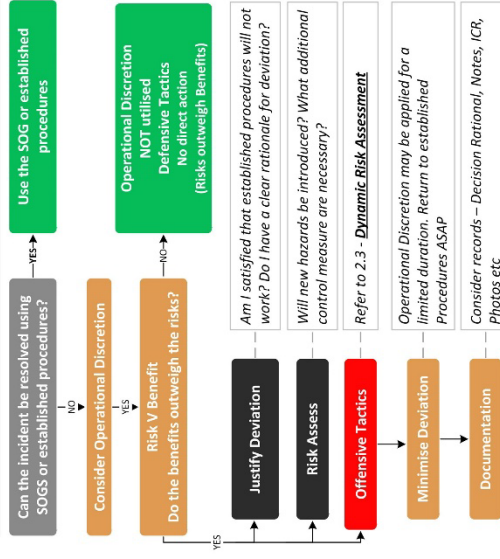 Can the incident be resolved using
SOGS or established procedures?
YES
Use the SOG or established
procedures
NO
Consider Operational Discretion
YES
Risk V Benefit
Do the benefits outweigh the risks?
NO
Operational Discretion
NOT utilised
Defensive Tactics
No direct action
(Risks outweigh Benefits)
YES
Justify Deviation
Am I satisfied that established procedures will not
work? Do I have a clear rationale for deviation?
Risk Assess
Will new hazards be introduced? What additional
control measure are necessary?
Offensive Tactics
Refer to 2.3 - Dynamic Risk Assessment
Minimise Deviation
Operational Discretion may be applied for a
limited duration. Return to established
Procedures ASAP
Documentation
Consider records – Decision Rational, Notes, ICR,
Photos etc